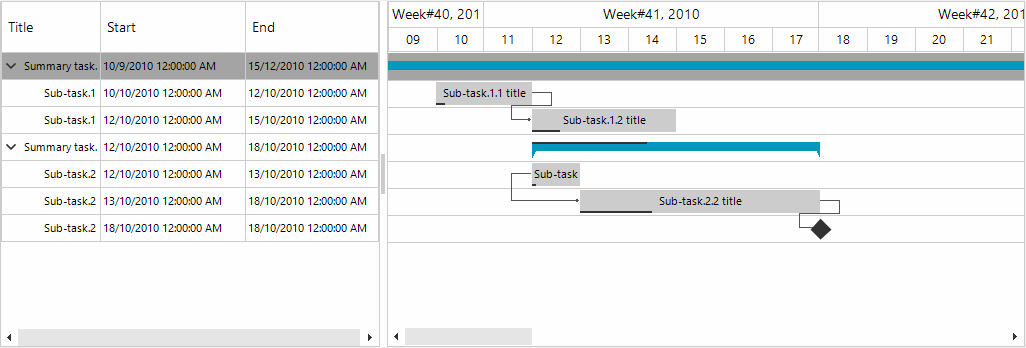 Title Start End
Summary task. 10/9/2010 12:00:00 AM 15/12/2010 12:00:00 AM
Sub-task.1 10/10/2010 12:00:00 AM 12/10/2010 12:00:00 AM
Sub-task.1 12/10/2010 12:00:00 AM 15/10/2010 12:00:00 AM
Summary task. 12/10/2010 12:00:00 AM 18/10/2010 12:00:00 AM
Sub-task.2 12/10/2010 12:00:00 AM 13/10/2010 12:00:00 AM
Sub-task.2 13/10/2010 12:00:00 AM 18/10/2010 12:00:00 AM
Sub-task.2 18/10/2010 12:00:00 AM 18/10/2010 12:00:00 AM
Week#40, 201 Week#41, 2010 Week#42, 201
09 10 11 12 13 14 15 16 17 18 19 20 21
Sub-task.1.1 title
Sub-task.1.2 title
Sub-task
Sub-task.2.2 title